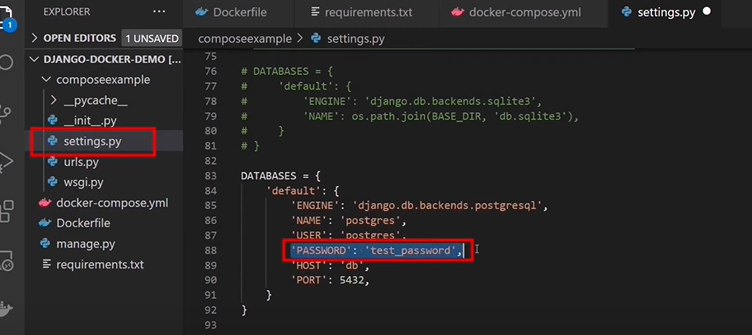 EXPLORER
OPEN EDITORS 1 UNSAVED
DJANGO-DOCKER-DEMO [...
composeexample
__pycache__
__init__.py
settings.py
urls.py
wsgi.py
docker-compose.yml
Dockerfile
manage.py
requirements.txt
Dockerfile requirements.txt docker-compose.yml settings.py
composeexample > settings.py
75
76 # DATABASES = {
77 #     'default': {
78 #         'ENGINE': 'django.db.backends.sqlite3',
79 #         'NAME': os.path.join(BASE_DIR, 'db.sqlite3'),
80 #     }
81 # }
82
83 DATABASES = {
84     'default': {
85         'ENGINE': 'django.db.backends.postgresql',
86         'NAME': 'postgres',
87         'USER': 'postgres',
88         'PASSWORD': 'test_password',
89         'HOST': 'db',
90         'PORT': 5432,
91     }
92 }
93
1